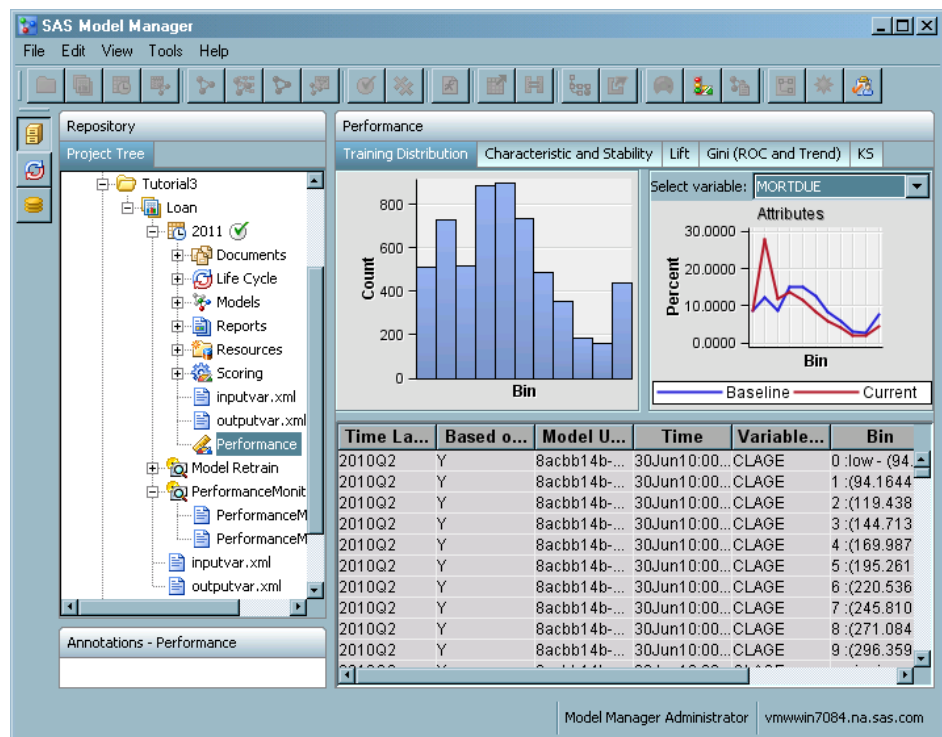 SAS Model Manager
File Edit View Tools Help
Repository
Project Tree
Tutorial3
Loan
2011
Documents
Life Cycle
Models
Reports
Resources
Scoring
inputvar.xml
outputvar.xml
Performance
Model Retrain
PerformanceMonit
PerformanceM
PerformanceM
inputvar.xml
outputvar.xml
Annotations - Performance
Performance
Training Distribution Characteristic and Stability Lift Gini (ROC and Trend) KS
800
600
400
200
0
Count
Bin
Select variable: MORTDUE
Attributes
30.0000
20.0000
10.0000
0.0000
Percent
Bin
Baseline Current
Time La... Based o... Model U... Time Variable... Bin
2010Q2 Y 8acbb14b-... 30Jun10:00... CLAGE 0 :low - (94.
2010Q2 Y 8acbb14b-... 30Jun10:00... CLAGE 1 :(94.1644
2010Q2 Y 8acbb14b-... 30Jun10:00... CLAGE 2 :(119.438
2010Q2 Y 8acbb14b-... 30Jun10:00... CLAGE 3 :(144.713
2010Q2 Y 8acbb14b-... 30Jun10:00... CLAGE 4 :(169.987
2010Q2 Y 8acbb14b-... 30Jun10:00... CLAGE 5 :(195.261
2010Q2 Y 8acbb14b-... 30Jun10:00... CLAGE 6 :(220.536
2010Q2 Y 8acbb14b-... 30Jun10:00... CLAGE 7 :(245.810
2010Q2 Y 8acbb14b-... 30Jun10:00... CLAGE 8 :(271.084
2010Q2 Y 8acbb14b-... 30Jun10:00... CLAGE 9 :(296.359
Model Manager Administrator vmwwin7084.na.sas.com